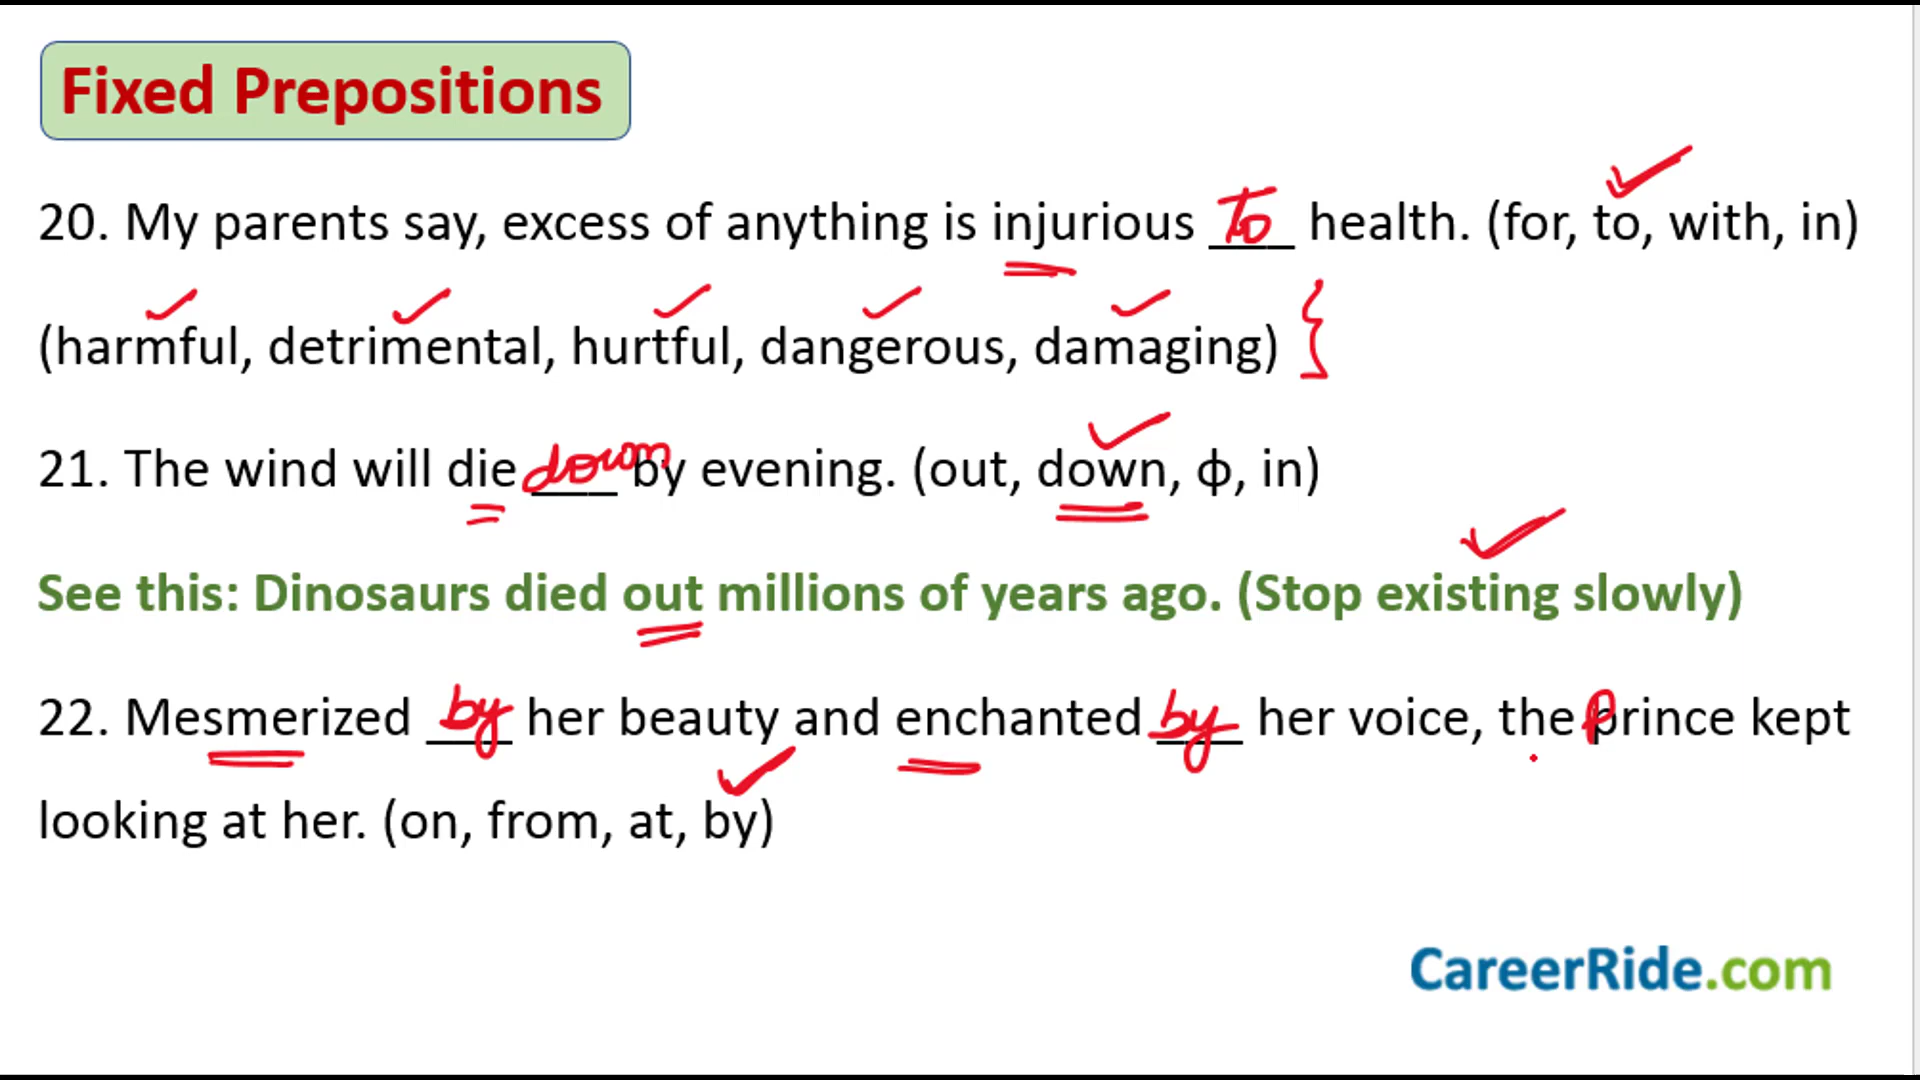 Fixed Prepositions
20. My parents say, excess of anything is injurious to health. (for, to, with, in)
(harmful, detrimental, hurtful, dangerous, damaging)
21. The wind will die down by evening. (out, down, ф, in)
See this: Dinosaurs died out millions of years ago. (Stop existing slowly)
22. Mesmerized by her beauty and enchanted by her voice, the Prince kept
looking at her. (on, from, at, by)
CareerRide.com